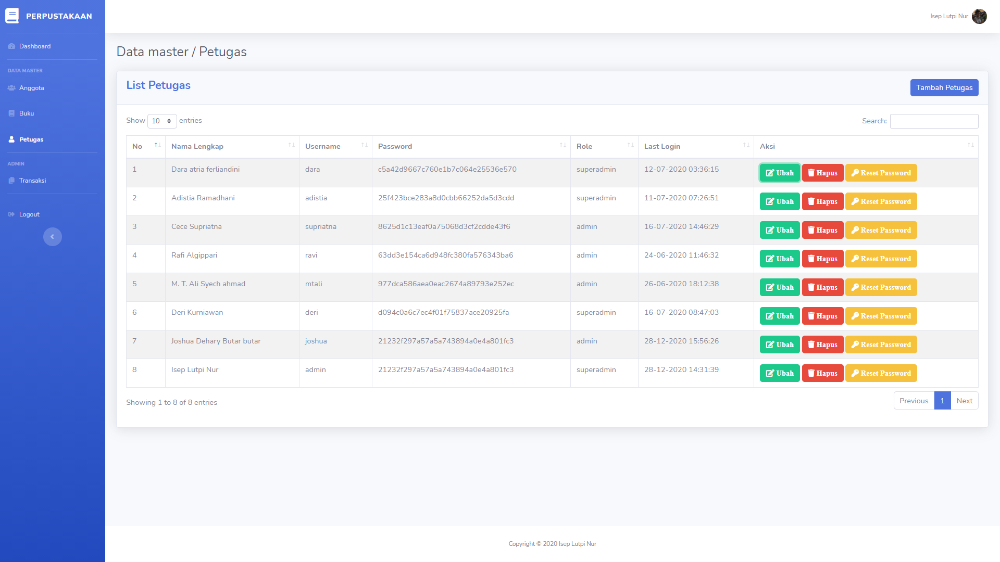 PERPUSTAKAAN
Isep Lutpi Nur
Dashboard
DATA MASTER
Anggota
Buku
Petugas
ADMIN
Transaksi
Logout
Data master / Petugas
List Petugas
Tambah Petugas
Show 10 entries
Search:
No Nama Lengkap Username Password Role Last Login Aksi
1 Dara atria ferliandini dara c5a42d9667c760e1b7c064e25536e570 superadmin 12-07-2020 03:36:15 Ubah Hapus Reset Password
2 Adistia Ramadhani adistia 25f423bce283a8d0cbb66252da5d3cdd superadmin 11-07-2020 07:26:51 Ubah Hapus Reset Password
3 Cece Supriatna supriatna 8625d1c13eaf0a75068d3cf2cdde43f6 admin 16-07-2020 14:46:29 Ubah Hapus Reset Password
4 Rafi Algippari ravi 63dd3e154ca6d948fc380fa576343ba6 admin 24-06-2020 11:46:32 Ubah Hapus Reset Password
5 M. T. Ali Syech ahmad mtali 977dca586aea0eac2674a89793e252ec admin 26-06-2020 18:12:38 Ubah Hapus Reset Password
6 Deri Kurniawan deri d094c0a6c7ec4f01f75837ace20925fa superadmin 16-07-2020 08:47:03 Ubah Hapus Reset Password
7 Joshua Dehary Butar butar joshua 21232f297a57a5a743894a0e4a801fc3 admin 28-12-2020 15:56:26 Ubah Hapus Reset Password
8 Isep Lutpi Nur admin 21232f297a57a5a743894a0e4a801fc3 superadmin 28-12-2020 14:31:39 Ubah Hapus Reset Password
Showing 1 to 8 of 8 entries
Previous 1 Next
Copyright © 2020 Isep Lutpi Nur